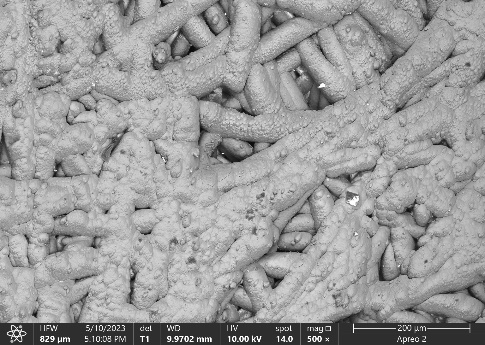 HFW 5/10/2023 det WD HV spot mag 200 µm
829 µm 5:10:08 PM T1 9.9702 mm 10.00 kV 14.0 500 × Apreo 2